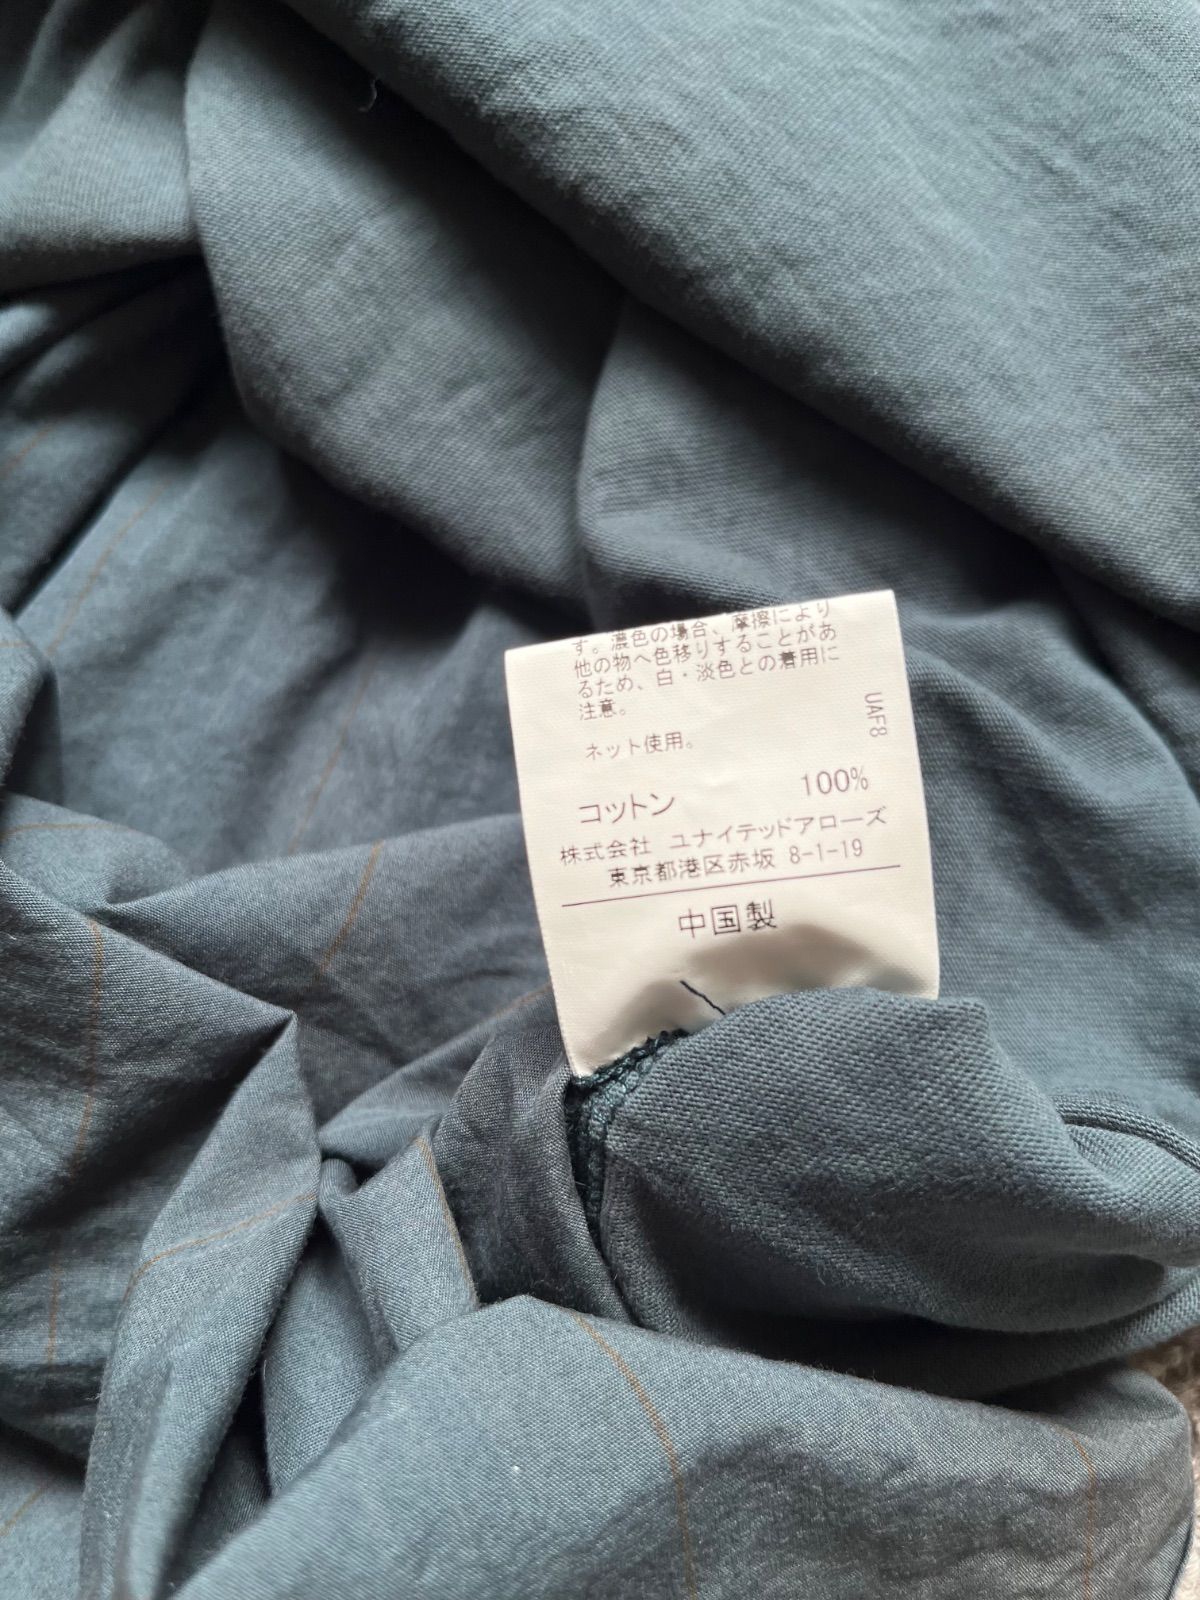 す。濃色の場合、摩擦により
他の物へ色移りすることがあ
るため、白・淡色との着用に
注意。
ネット使用。
コットン 100%
株式会社 ユナイテッドアローズ
東京都港区赤坂 8-1-19
中国製
UAF8